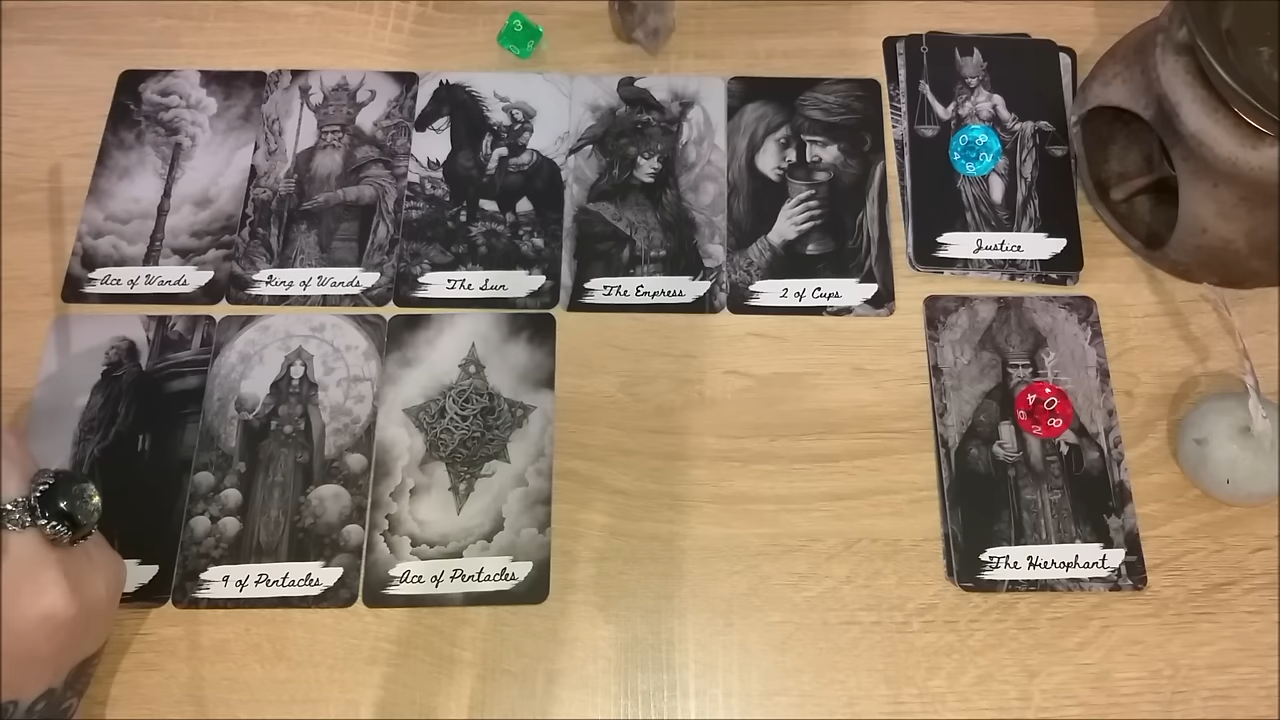 Ace of Wands
King of Wands
The Sun
The Empress
2 of Cups
Justice
9 of Pentacles
Ace of Pentacles
The Hierophant